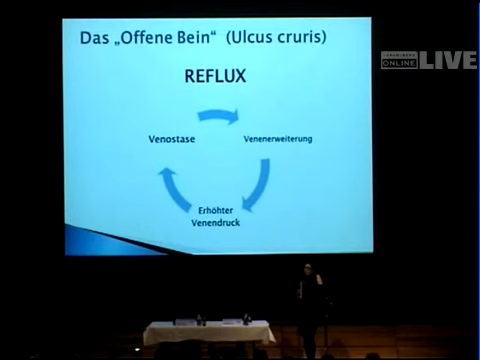 Das „Offene Bein“ (Ulcus cruris)
REFLUX
Venostase
Venenerweiterung
Erhöhter
Venendruck
ONLINE
LIVE